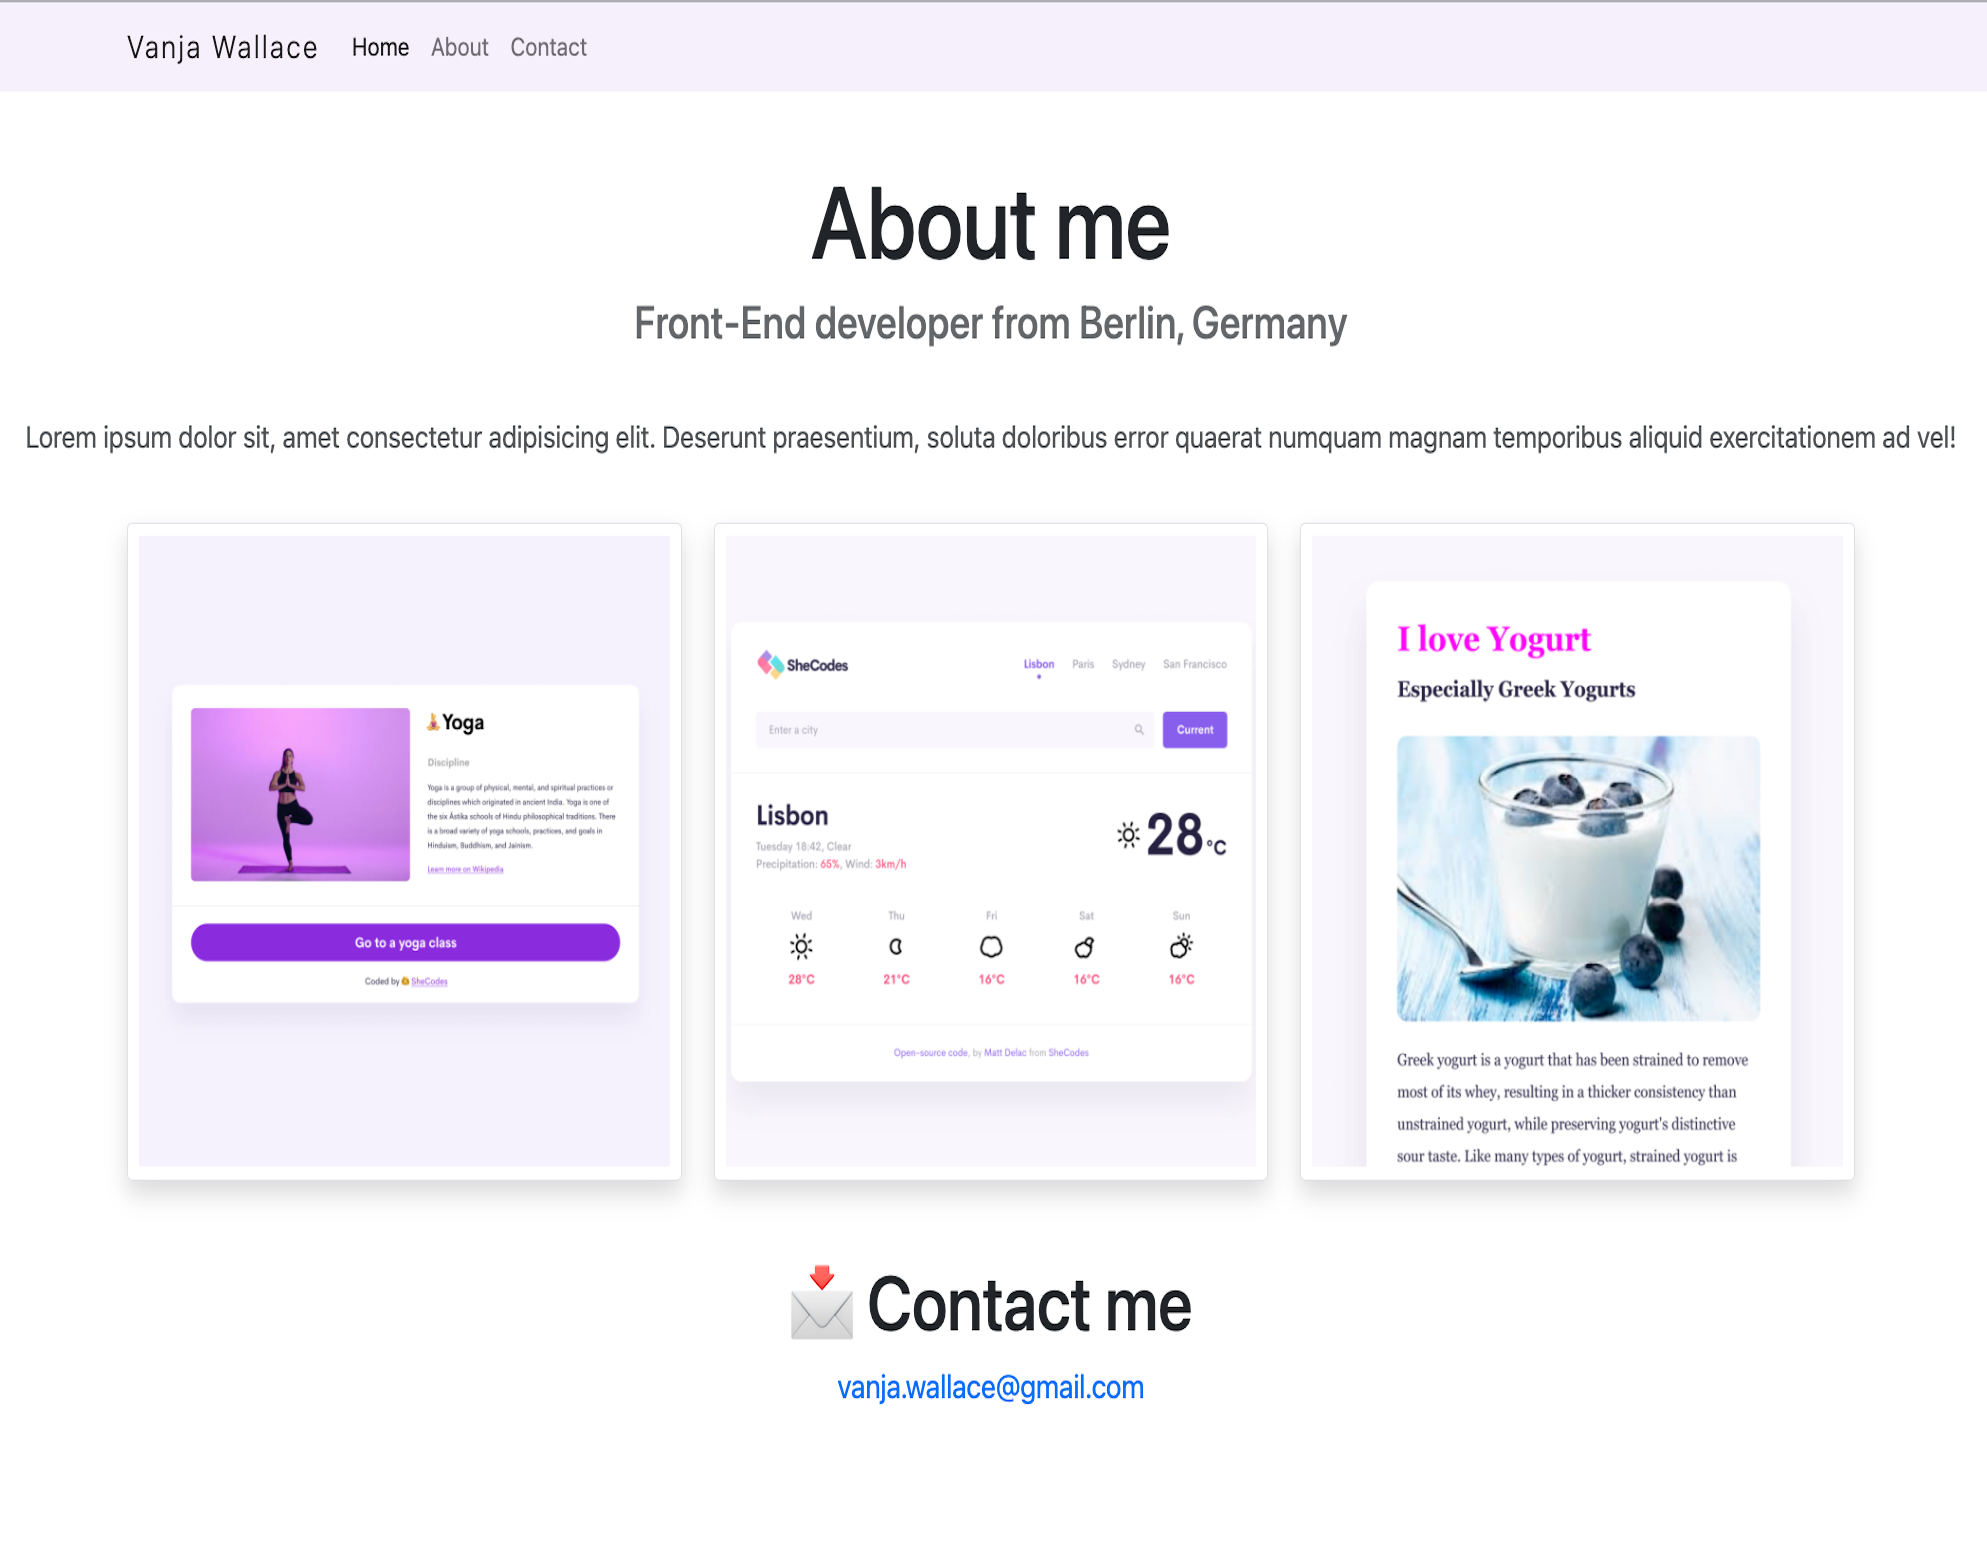 Vanja Wallace Home About Contact
About me
Front-End developer from Berlin, Germany
Lorem ipsum dolor sit, amet consectetur adipisicing elit. Deserunt praesentium, soluta doloribus error quaerat numquam magnam temporibus aliquid exercitationem ad vel!
Yoga
Discipline
Yoga is a group of physical, mental, and spiritual practices or
disciplines which originated in ancient India. Yoga is one of
the six Āstika schools of Hindu philosophical traditions. There
is a broad variety of yoga schools, practices, and goals in
Hinduism, Buddhism, and Jainism.
Learn more on Wikipedia
Go to a yoga class
Coded by SheCodes
SheCodes Lisbon Paris Sydney San Francisco
Enter a city Current
Lisbon
Tuesday 18:42, Clear
Precipitation: 65%, Wind: 3km/h
28°C
Wed Thu Fri Sat Sun
28°C 21°C 16°C 16°C 16°C
Open-source code, by Matt Delac from SheCodes
I love Yogurt
Especially Greek Yogurts
Greek yogurt is a yogurt that has been strained to remove
most of its whey, resulting in a thicker consistency than
unstrained yogurt, while preserving yogurt's distinctive
sour taste. Like many types of yogurt, strained yogurt is
Contact me
vanja.wallace@gmail.com